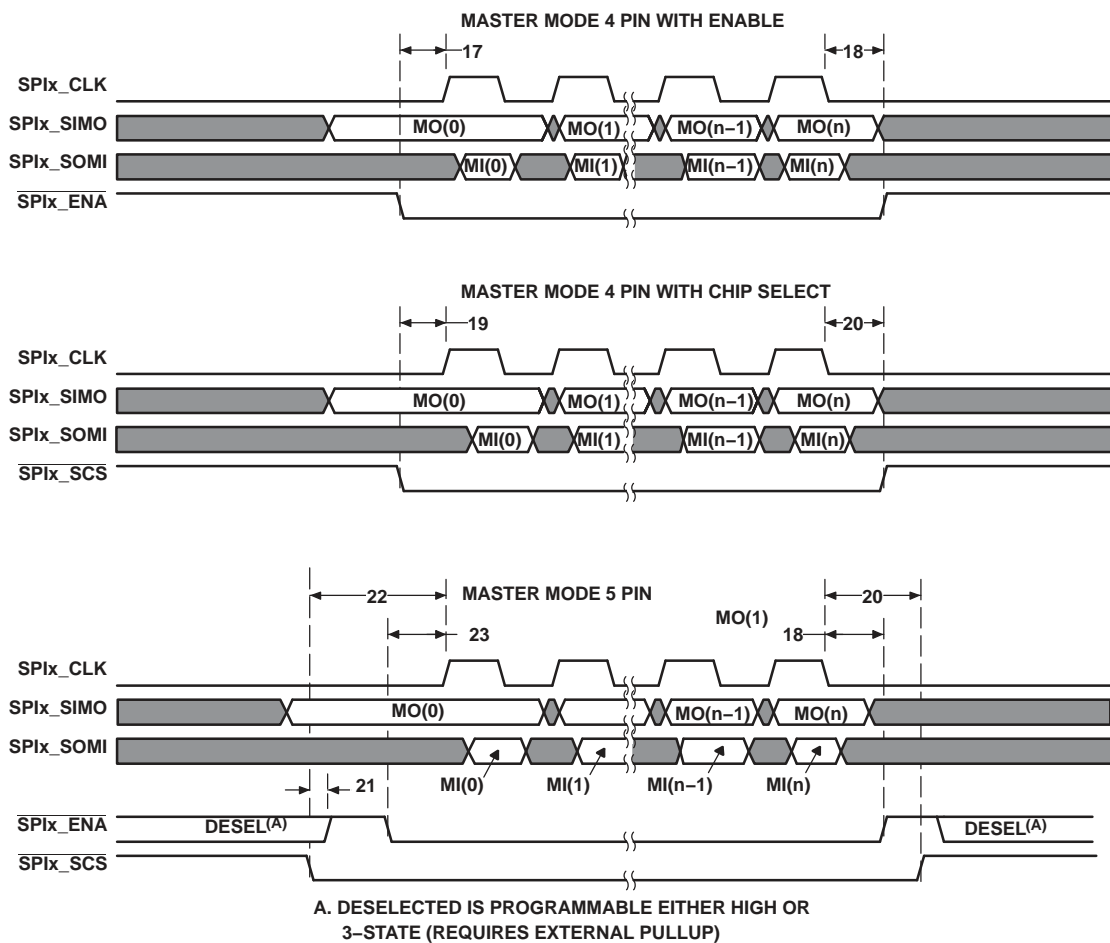 MASTER MODE 4 PIN WITH ENABLE
17
18
SPIx_CLK
SPIx_SIMO
MO(0)
MO(1)
MO(n−1)
MO(n)
SPIx_SOMI
MI(0)
MI(1)
MI(n−1)
MI(n)
SPIx_ENA
MASTER MODE 4 PIN WITH CHIP SELECT
19
20
SPIx_CLK
SPIx_SIMO
MO(0)
MO(1)
MO(n−1)
MO(n)
SPIx_SOMI
MI(0)
MI(1)
MI(n−1)
MI(n)
SPIx_SCS
22
MASTER MODE 5 PIN
20
MO(1)
23
18
SPIx_CLK
SPIx_SIMO
MO(0)
MO(n−1)
MO(n)
SPIx_SOMI
MI(0)
MI(1)
MI(n−1)
MI(n)
21
SPIx_ENA
DESEL(A)
DESEL(A)
SPIx_SCS
A. DESELECTED IS PROGRAMMABLE EITHER HIGH OR
3−STATE (REQUIRES EXTERNAL PULLUP)